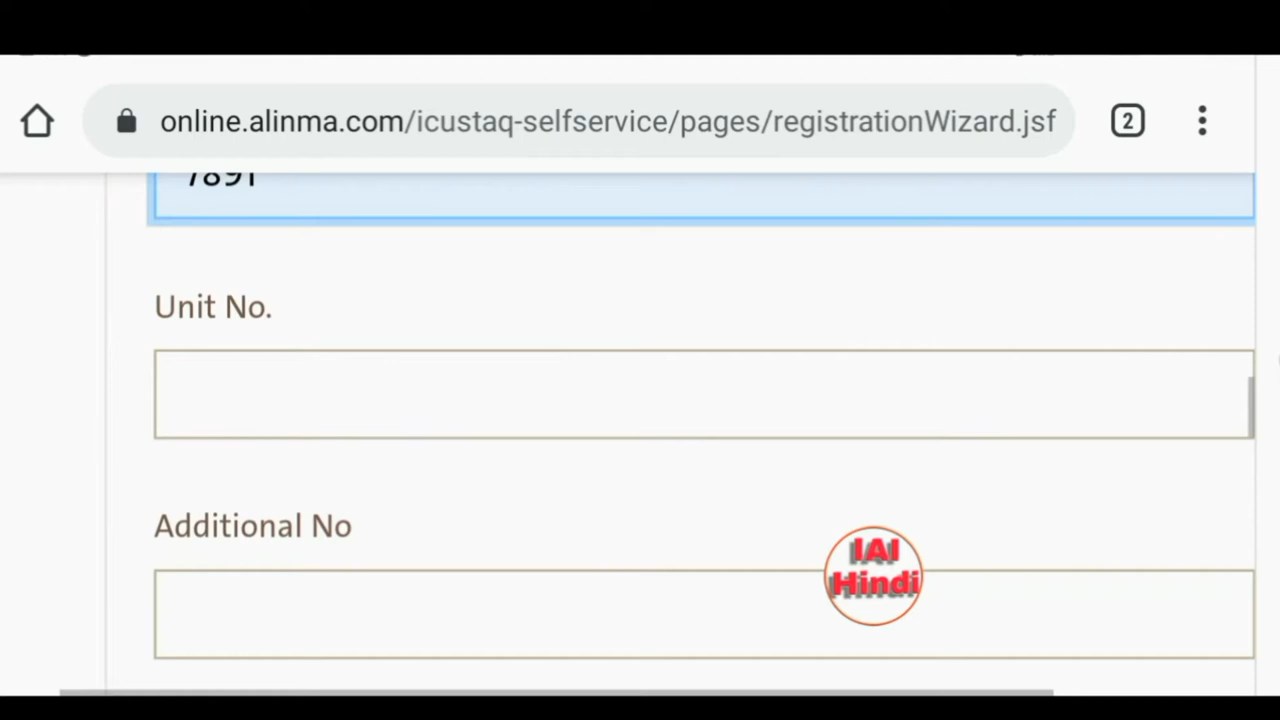 online.alinma.com/icustaq-selfservice/pages/registrationWizard.jsf
2
7891
Unit No.
Additional No
IAI
Hindi